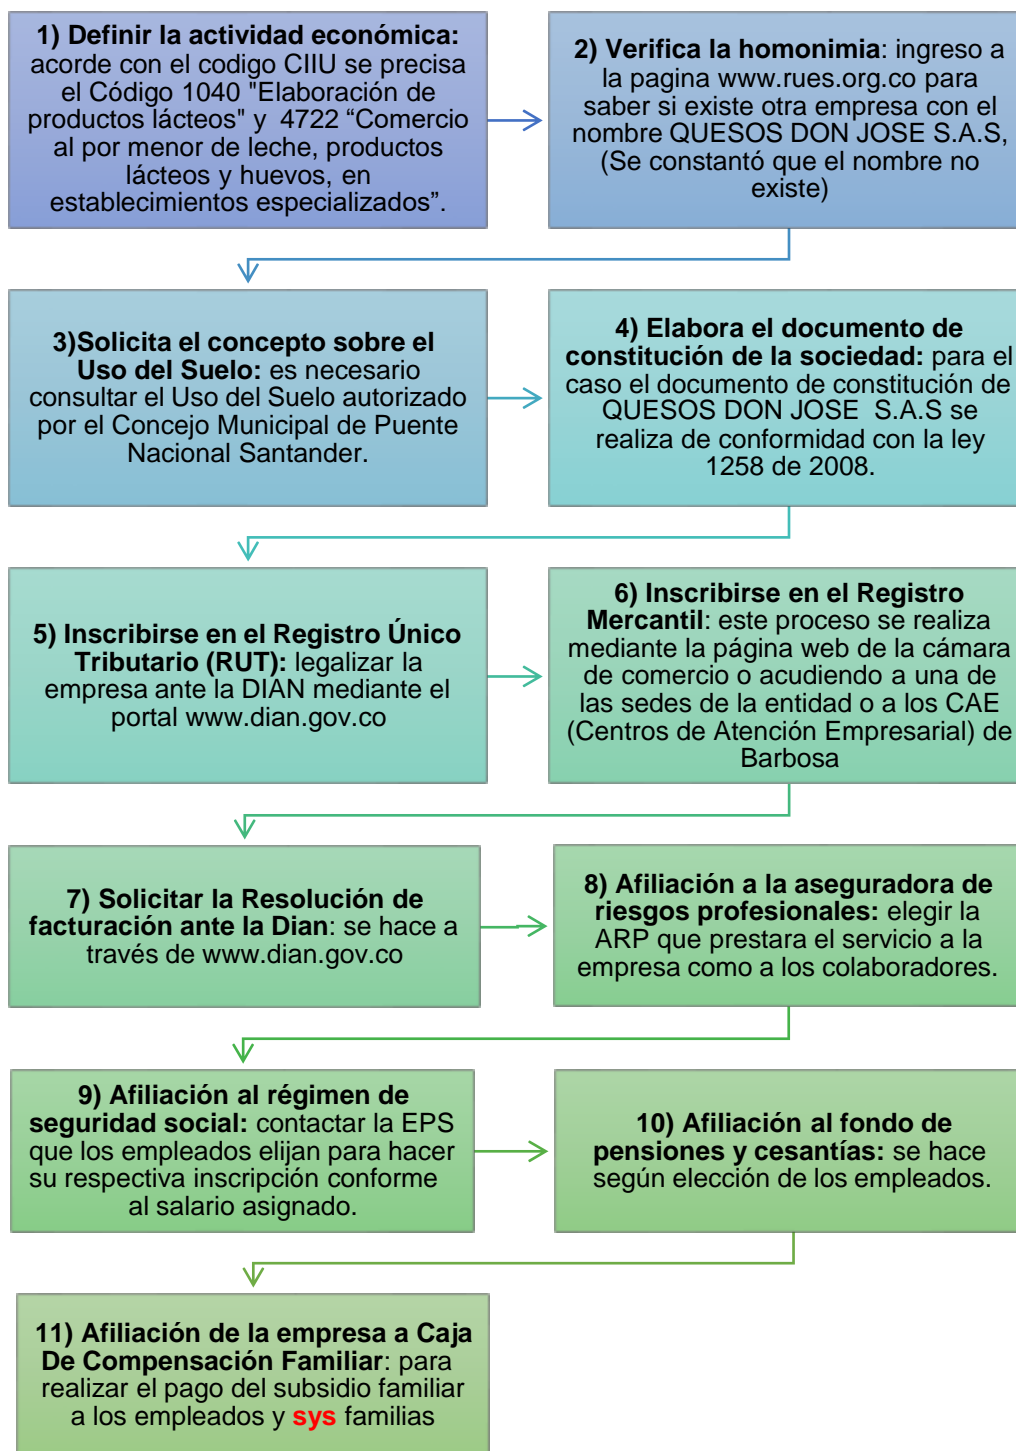 1) Definir la actividad económica:
acorde con el codigo CIIU se precisa
el Código 1040 "Elaboración de
productos lácteos" y 4722 “Comercio
al por menor de leche, productos
lácteos y huevos, en
establecimientos especializados”.
2) Verifica la homonimia: ingreso a
la pagina www.rues.org.co para
saber si existe otra empresa con el
nombre QUESOS DON JOSE S.A.S,
(Se constantó que el nombre no
existe)
3)Solicita el concepto sobre el
Uso del Suelo: es necesario
consultar el Uso del Suelo autorizado
por el Concejo Municipal de Puente
Nacional Santander.
4) Elabora el documento de
constitución de la sociedad: para el
caso el documento de constitución de
QUESOS DON JOSE S.A.S se
realiza de conformidad con la ley
1258 de 2008.
5) Inscribirse en el Registro Único
Tributario (RUT): legalizar la
empresa ante la DIAN mediante el
portal www.dian.gov.co
6) Inscribirse en el Registro
Mercantil: este proceso se realiza
mediante la página web de la cámara
de comercio o acudiendo a una de
las sedes de la entidad o a los CAE
(Centros de Atención Empresarial) de
Barbosa
7) Solicitar la Resolución de
facturación ante la Dian: se hace a
través de www.dian.gov.co
8) Afiliación a la aseguradora de
riesgos profesionales: elegir la
ARP que prestara el servicio a la
empresa como a los colaboradores.
9) Afiliación al régimen de
seguridad social: contactar la EPS
que los empleados elijan para hacer
su respectiva inscripción conforme
al salario asignado.
10) Afiliación al fondo de
pensiones y cesantías: se hace
según elección de los empleados.
11) Afiliación de la empresa a Caja
De Compensación Familiar: para
realizar el pago del subsidio familiar
a los empleados y sys familias